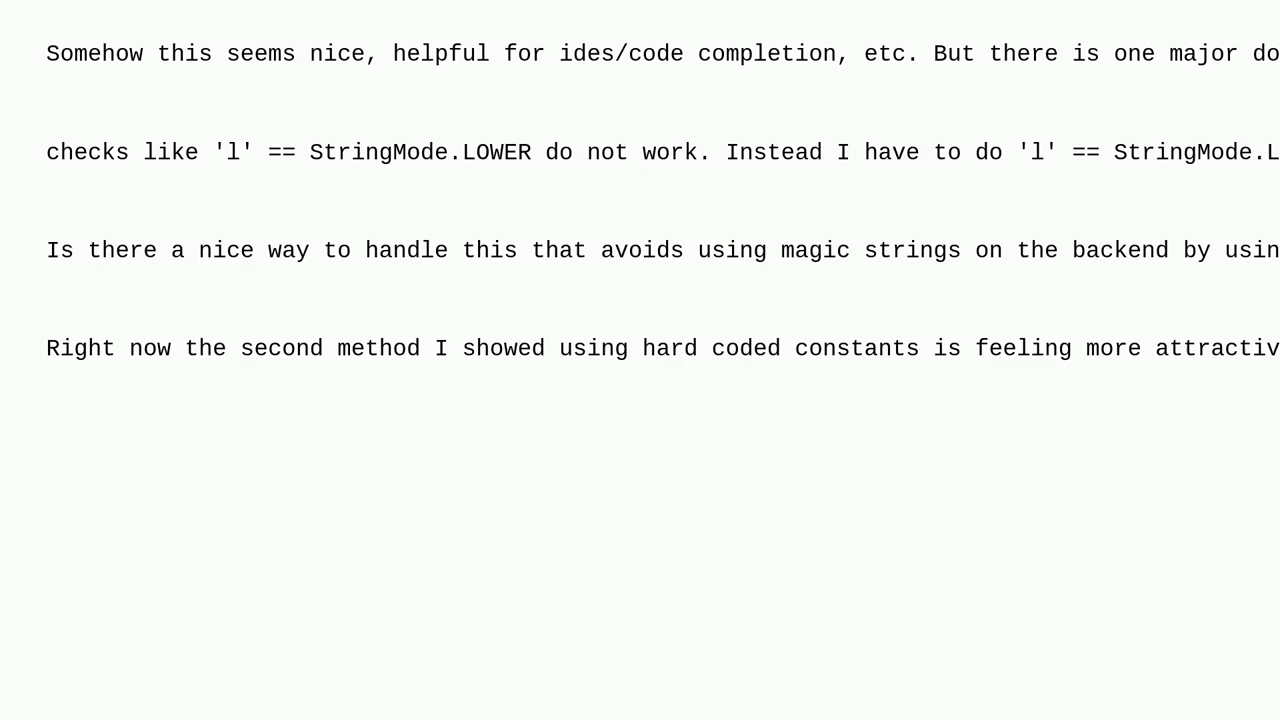 Somehow this seems nice, helpful for ides/code completion, etc. But there is one major do
checks like 'l' == StringMode.LOWER do not work. Instead I have to do 'l' == StringMode.L
Is there a nice way to handle this that avoids using magic strings on the backend by usin
Right now the second method I showed using hard coded constants is feeling more attractiv